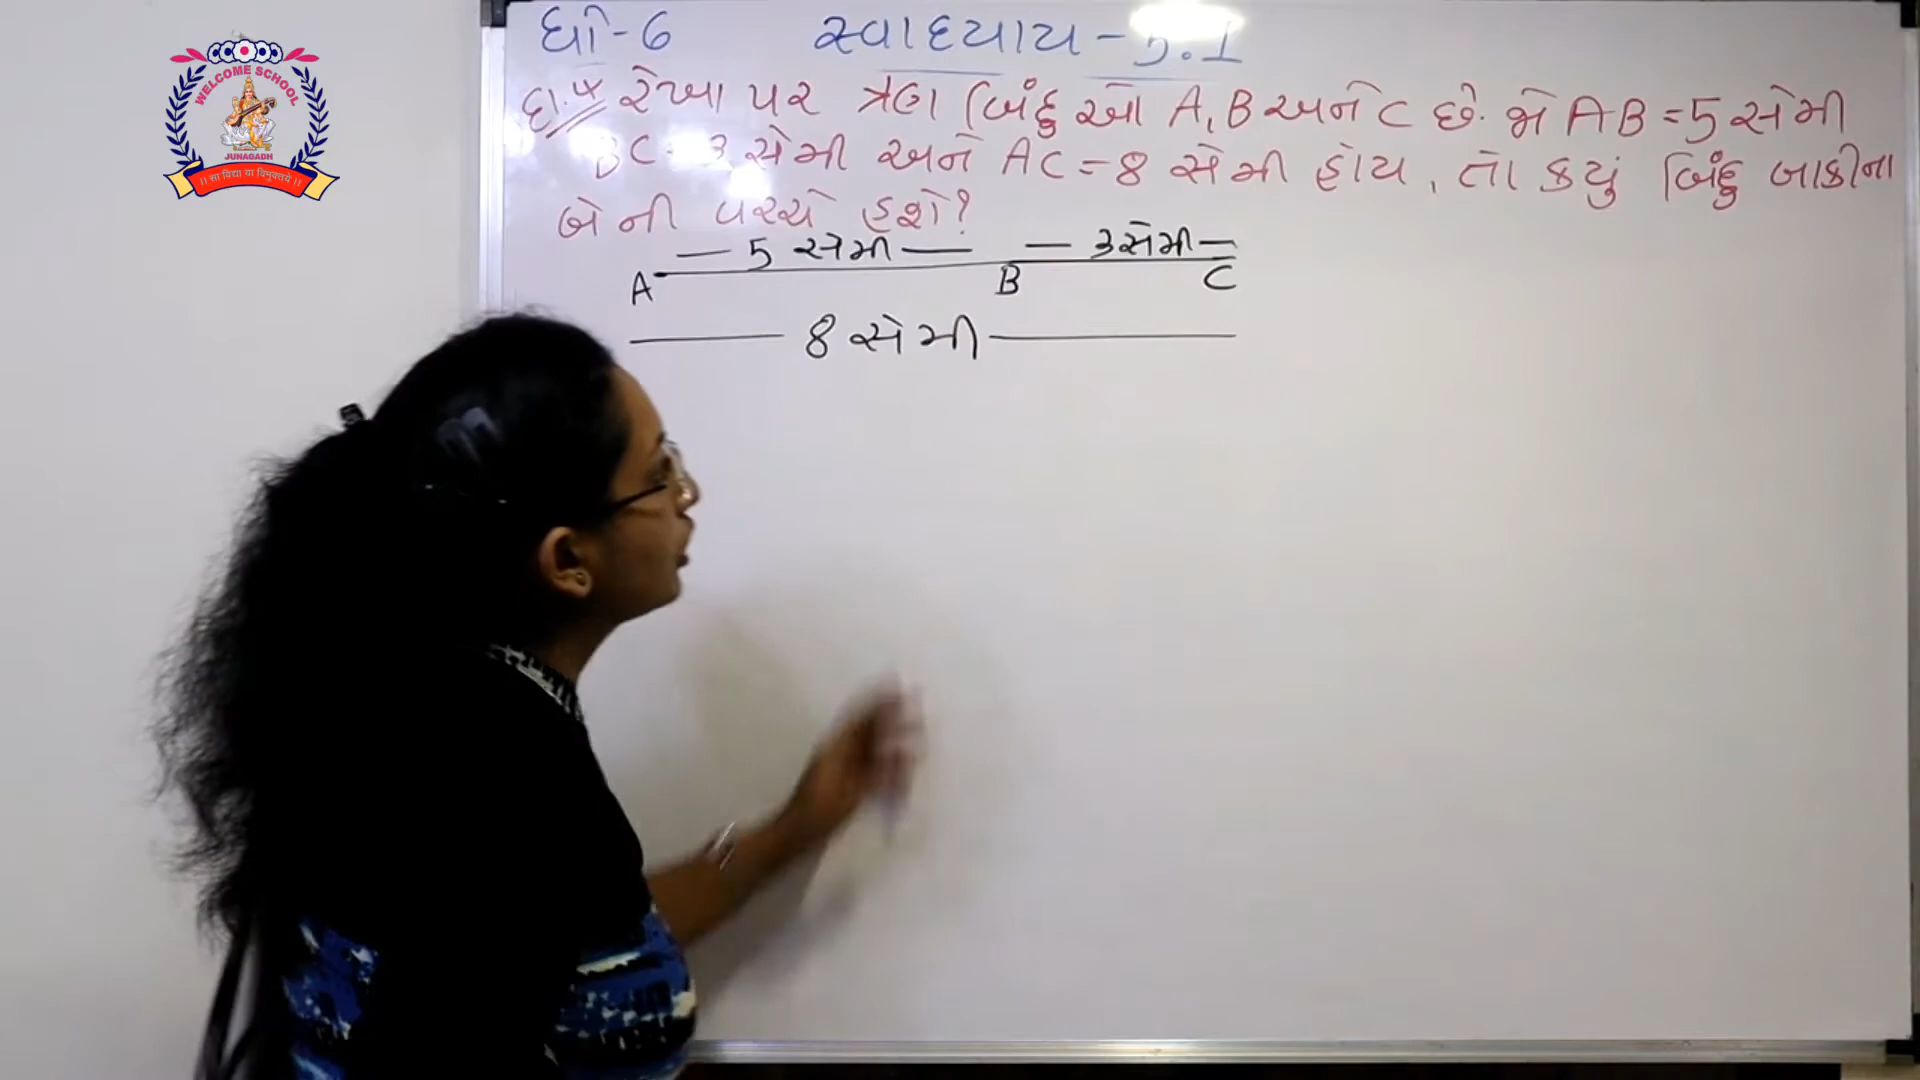 WELCOME SCHOOL
JUNAGADH
।। सा विद्या या विमुक्तये ।।
ધો-6 સ્વાધ્યાય - 5.1
દા.4 રેખા પર ત્રણ બિંદુઓ A, B અને C છે. જો AB = 5 સેમી
BC = 3 સેમી અને AC = 8 સેમી હોય, તો કયું બિંદુ બાકીના
બે ની વચ્ચે હશે?
5 સેમી 3 સેમી
A B C
8 સેમી